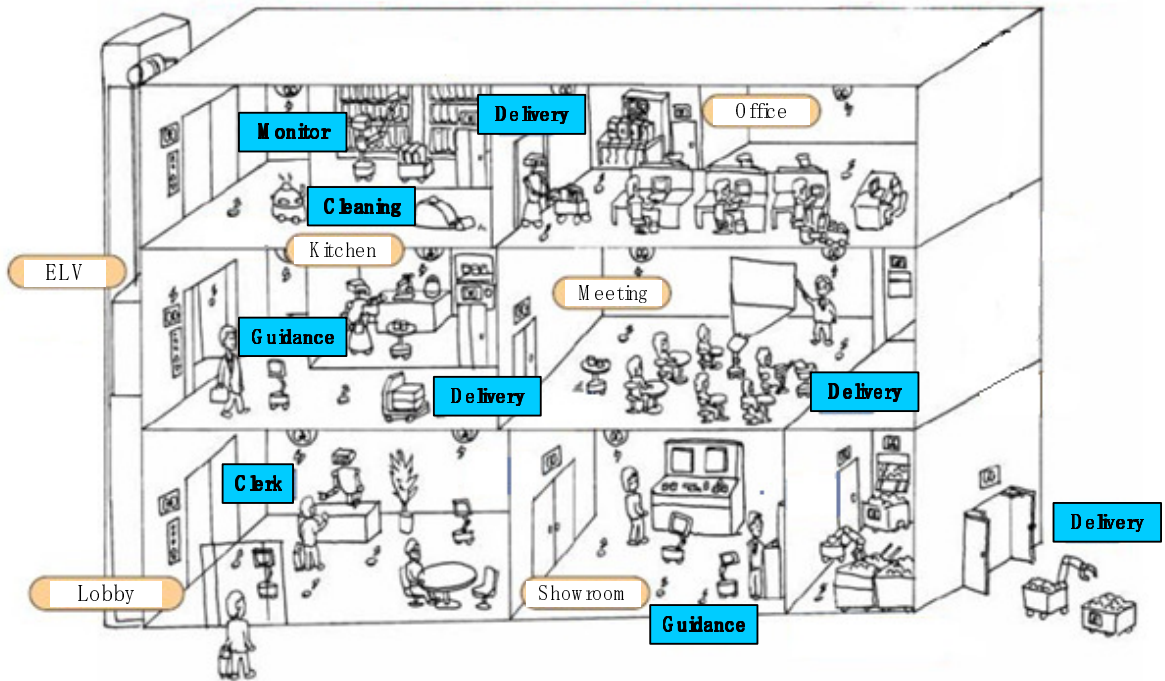 Delivery
Office
Monitor
Cleaning
Kitchen
ELV
Meeting
Guidance
Delivery
Delivery
Clerk
Delivery
Lobby
Showroom
Guidance